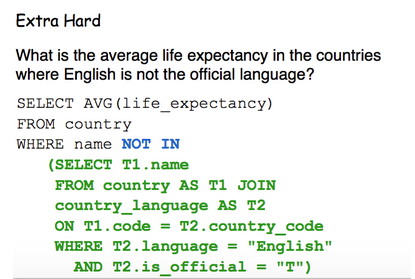 Extra Hard
What is the average life expectancy in the countries
where English is not the official language?
SELECT AVG(life_expectancy)
FROM country
WHERE name NOT IN
(SELECT T1.name
FROM country AS T1 JOIN
country_language AS T2
ON T1.code = T2.country_code
WHERE T2.language = "English"
AND T2.is_official = "T")